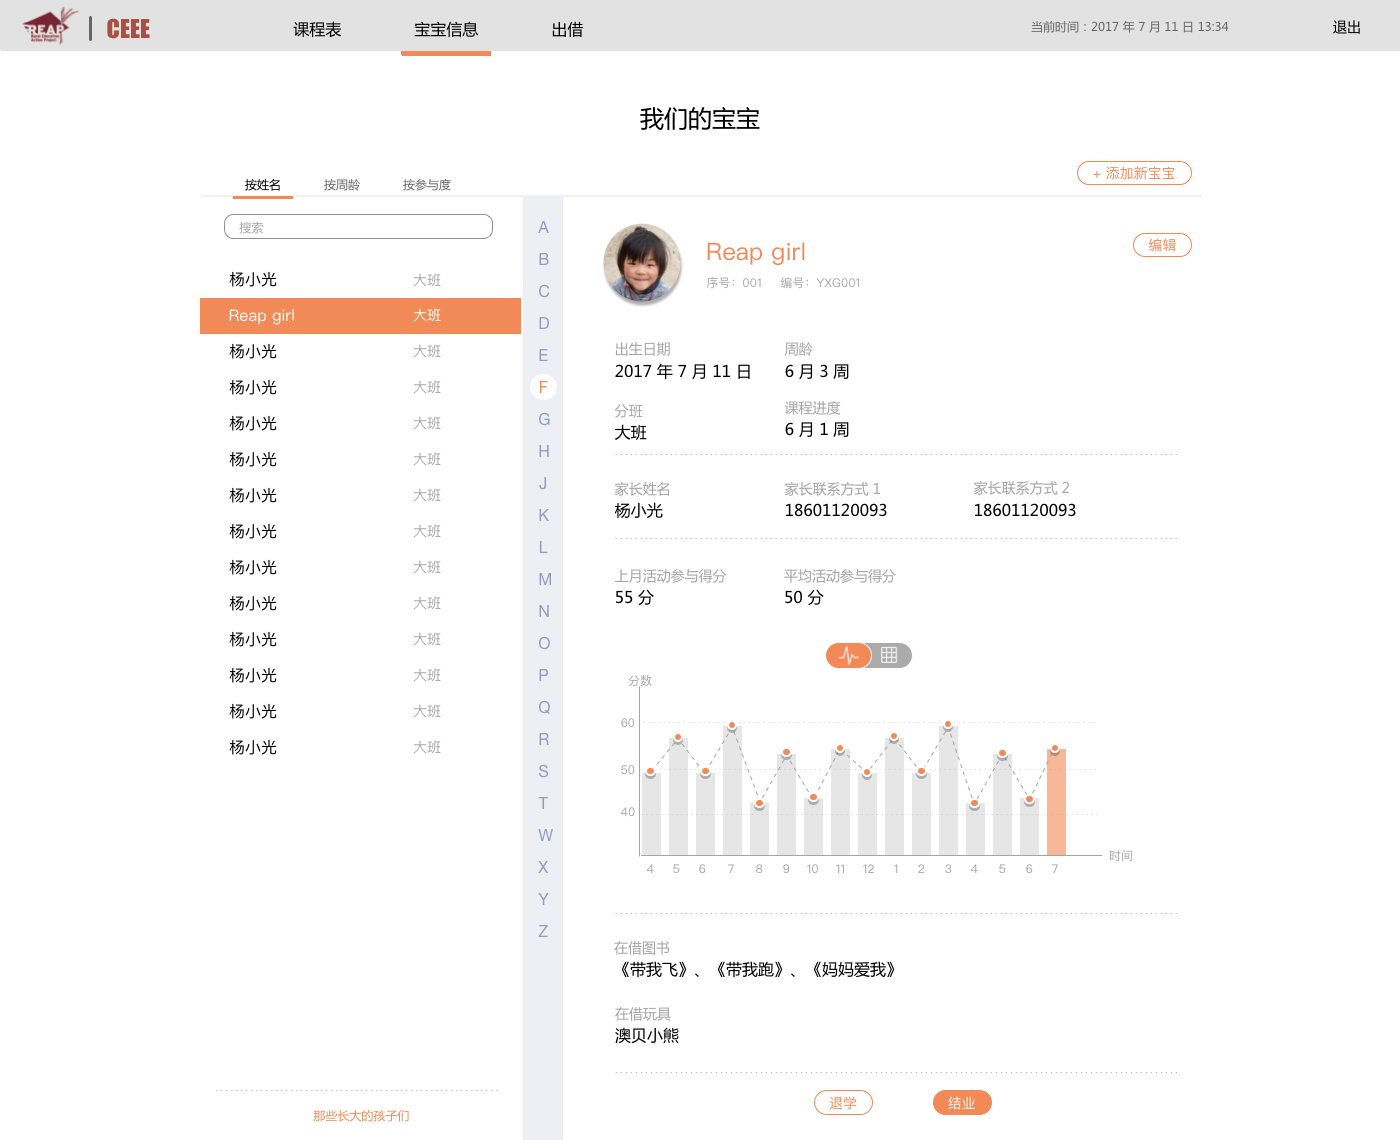 REAP
Rural Education
Action Project
CEEE
课程表
宝宝信息
出借
当前时间：2017 年 7 月 11 日 13:34
退出
我们的宝宝
按姓名
按周龄
按参与度
+ 添加新宝宝
搜索
杨小光 大班
Reap girl 大班
杨小光 大班
杨小光 大班
杨小光 大班
杨小光 大班
杨小光 大班
杨小光 大班
杨小光 大班
杨小光 大班
杨小光 大班
杨小光 大班
杨小光 大班
杨小光 大班
那些长大的孩子们
A
B
C
D
E
F
G
H
J
K
L
M
N
O
P
Q
R
S
T
W
X
Y
Z
Reap girl
编辑
序号：001 编号：YXG001
出生日期 周龄
2017 年 7 月 11 日 6 月 3 周
分班 课程进度
大班 6 月 1 周
家长姓名 家长联系方式 1 家长联系方式 2
杨小光 18601120093 18601120093
上月活动参与得分 平均活动参与得分
55 分 50 分
分数
60
50
40
4 5 6 7 8 9 10 11 12 1 2 3 4 5 6 7
时间
在借图书
《带我飞》、《带我跑》、《妈妈爱我》
在借玩具
澳贝小熊
退学
结业